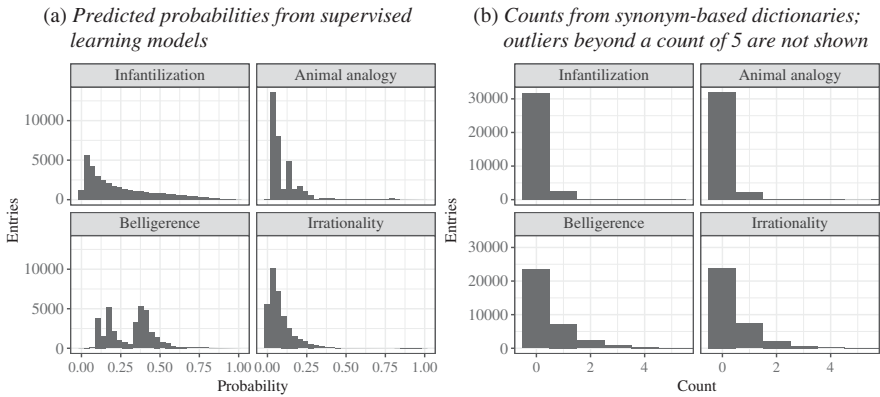 (a) Predicted probabilities from supervised
learning models
(b) Counts from synonym-based dictionaries;
outliers beyond a count of 5 are not shown
Infantilization
Animal analogy
10000
5000
0
Belligerence
Irrationality
10000
5000
0
0.00 0.25 0.50 0.75 1.00
0.00 0.25 0.50 0.75 1.00
Entries
Probability
Infantilization
Animal analogy
30000
20000
10000
0
Belligerence
Irrationality
30000
20000
10000
0
0 2 4
0 2 4
Entries
Count